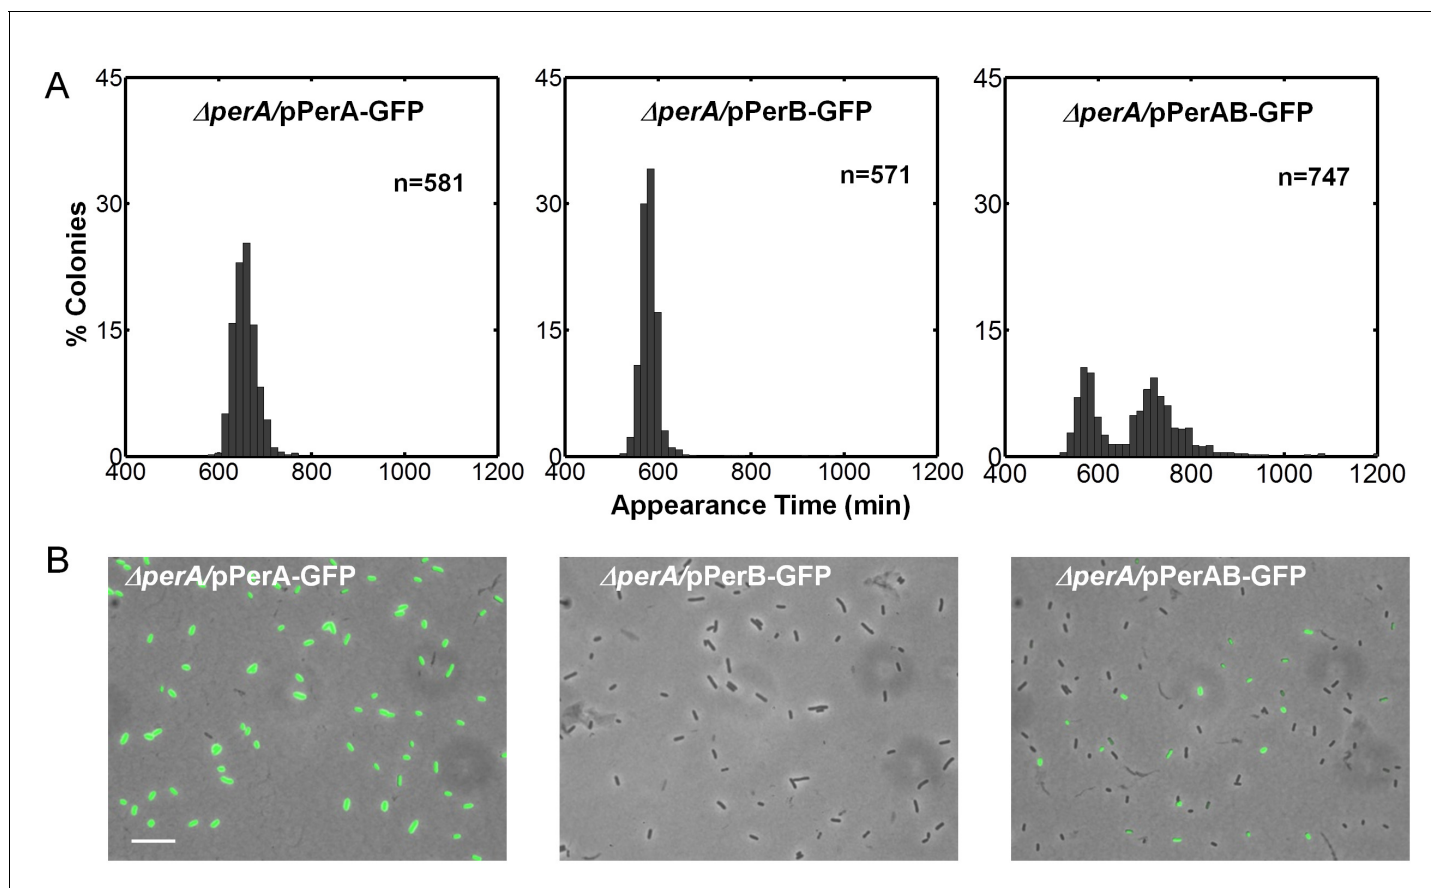 A
ΔperA/pPerA-GFP
n=581
ΔperA/pPerB-GFP
n=571
ΔperA/pPerAB-GFP
n=747
% Colonies
45
30
15
0
400 600 800 1000 1200
45
30
15
0
400 600 800 1000 1200
45
30
15
0
400 600 800 1000 1200
Appearance Time (min)
B
ΔperA/pPerA-GFP
ΔperA/pPerB-GFP
ΔperA/pPerAB-GFP